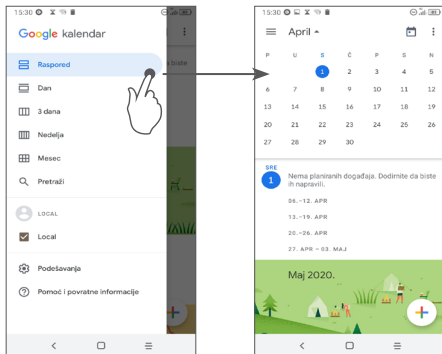 15:30
Google kalendar
Raspored
Dan
3 dana
Nedelja
Mesec
Pretraži
LOCAL
Local
Podešavanja
Pomoć i povratne informacije
a biste
15:30
April
P U S Č P S N
1 2 3 4 5
6 7 8 9 10 11 12
13 14 15 16 17 18 19
20 21 22 23 24 25 26
27 28 29 30
SRE
1
Nema planiranih događaja. Dodirnite da biste
ih napravili.
06.–12. APR
13.–19. APR
20.–26. APR
27. APR – 03. MAJ
Maj 2020.